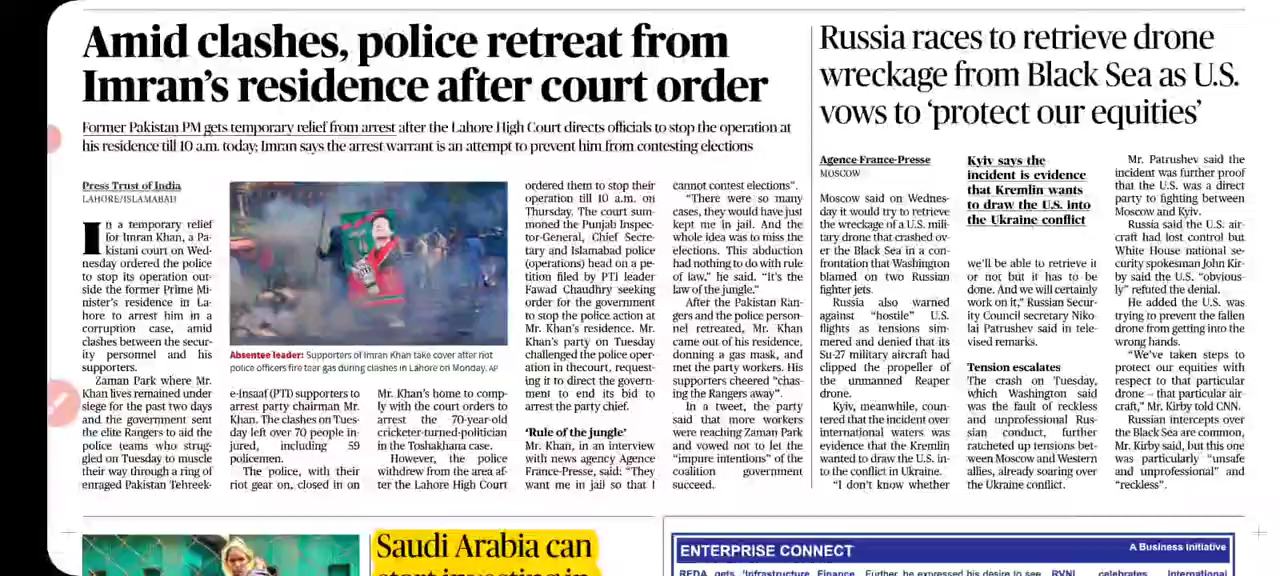 Amid clashes, police retreat from
Imran's residence after court order
Former Pakistan PM gets temporary relief from arrest after the Lahore High Court directs officials to stop the operation at
his residence till 10 a.m. today; Imran says the arrest warrant is an attempt to prevent him from contesting elections
Press Trust of India
LAHORE/ISLAMABAD
In a temporary relief
for Imran Khan, a Pa-
kistani court on Wed-
nesday ordered the police
to stop its operation out-
side the former Prime Mi-
nister's residence in La-
hore to arrest him in a
corruption case, amid
clashes between the secur-
ity personnel and his
supporters.
Zaman Park where Mr.
Khan lives remained under
siege for the past two days
and the government sent
the elite Rangers to aid the
police teams who strug-
gled on Tuesday to muscle
their way through a ring of
enraged Pakistan Tehreek-
Absentee leader: Supporters of Imran Khan take cover after riot
police officers fire tear gas during clashes in Lahore on Monday. AP
e-Insaf (PTI) supporters to
arrest party chairman Mr.
Khan. The clashes on Tues-
day left over 70 people in-
jured, including 59
policemen.
The police, with their
riot gear on, closed in on
Mr. Khan's home to comp-
ly with the court orders to
arrest the 70-year-old
cricketer-turned-politician
in the Toshakhana case.
However, the police
withdrew from the area af-
ter the Lahore High Court
ordered them to stop their
operation till 10 a.m. on
Thursday. The court sum-
moned the Punjab Inspec-
tor-General, Chief Secre-
tary and Islamabad police
(operations) head on a pe-
tition filed by PTI leader
Fawad Chaudhry seeking
order for the government
to stop the police action at
Mr. Khan's residence. Mr.
Khan's party on Tuesday
challenged the police oper-
ation in thecourt, request-
ing it to direct the govern-
ment to end its bid to
arrest the party chief.
'Rule of the jungle'
Mr. Khan, in an interview
with news agency Agence
France-Presse, said: "They
want me in jail so that I
cannot contest elections".
"There were so many
cases, they would have just
kept me in jail. And the
whole idea was to miss the
elections. This abduction
had nothing to do with rule
of law," he said. "It's the
law of the jungle."
After the Pakistan Ran-
gers and the police person-
nel retreated, Mr. Khan
came out of his residence,
donning a gas mask, and
met the party workers. His
supporters cheered "chas-
ing the Rangers away".
In a tweet, the party
said that more workers
were reaching Zaman Park
and vowed not to let the
"impure intentions" of the
coalition government
succeed.
Russia races to retrieve drone
wreckage from Black Sea as U.S.
vows to 'protect our equities'
Agence France-Presse
MOSCOW
Moscow said on Wednes-
day it would try to retrieve
the wreckage of a U.S. mili-
tary drone that crashed ov-
er the Black Sea in a con-
frontation that Washington
blamed on two Russian
fighter jets.
Russia also warned
against "hostile" U.S.
flights as tensions sim-
mered and denied that its
Su-27 military aircraft had
clipped the propeller of
the unmanned Reaper
drone.
Kyiv, meanwhile, coun-
tered that the incident over
international waters was
evidence that the Kremlin
wanted to draw the U.S. in-
to the conflict in Ukraine.
"I don't know whether
Kyiv says the
incident is evidence
that Kremlin wants
to draw the U.S. into
the Ukraine conflict
we'll be able to retrieve it
or not but it has to be
done. And we will certainly
work on it," Russian Secur-
ity Council secretary Niko-
lai Patrushev said in tele-
vised remarks.
Tension escalates
The crash on Tuesday,
which Washington said
was the fault of reckless
and unprofessional Rus-
sian conduct, further
ratcheted up tensions bet-
ween Moscow and Western
allies, already soaring over
the Ukraine conflict.
Mr. Patrushev said the
incident was further proof
that the U.S. was a direct
party to fighting between
Moscow and Kyiv.
Russia said the U.S. air-
craft had lost control but
White House national se-
curity spokesman John Kir-
by said the U.S. "obvious-
ly" refuted the denial.
He added the U.S. was
trying to prevent the fallen
drone from getting into the
wrong hands.
"We've taken steps to
protect our equities with
respect to that particular
drone – that particular air-
craft," Mr. Kirby told CNN.
Russian intercepts over
the Black Sea are common,
Mr. Kirby said, but this one
was particularly "unsafe
and unprofessional" and
"reckless".
Saudi Arabia can
start investing in
ENTERPRISE CONNECT
A Business Initiative
REDA gets 'Infrastructure Finance
Further, he expressed his desire to see
RVNL celebrates International